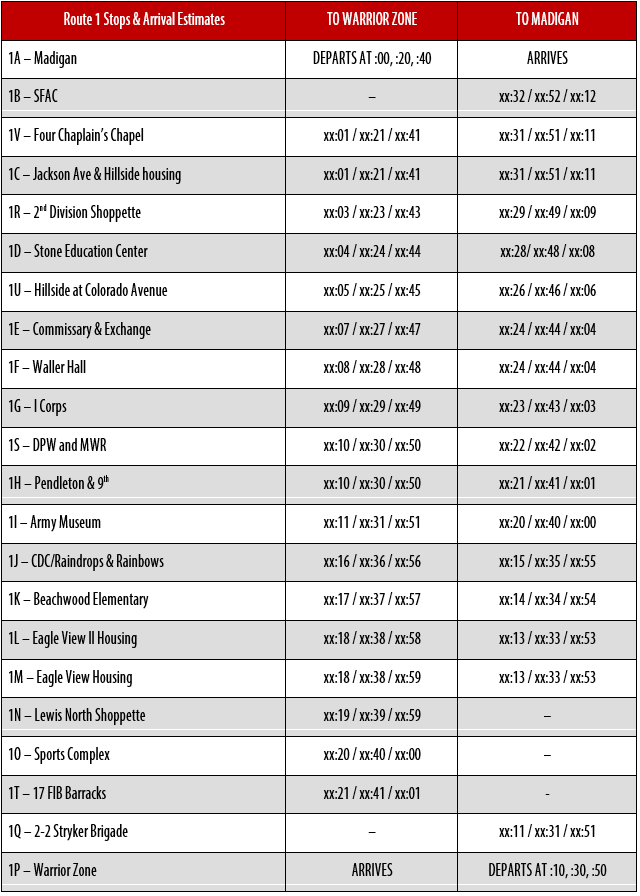 Route 1 Stops & Arrival Estimates TO WARRIOR ZONE TO MADIGAN
1A – Madigan DEPARTS AT :00, :20, :40 ARRIVES
1B – SFAC – xx:32 / xx:52 / xx:12
1V – Four Chaplain's Chapel xx:01 / xx:21 / xx:41 xx:31 / xx:51 / xx:11
1C – Jackson Ave & Hillside housing xx:01 / xx:21 / xx:41 xx:31 / xx:51 / xx:11
1R – 2nd Division Shoppette xx:03 / xx:23 / xx:43 xx:29 / xx:49 / xx:09
1D – Stone Education Center xx:04 / xx:24 / xx:44 xx:28/ xx:48 / xx:08
1U – Hillside at Colorado Avenue xx:05 / xx:25 / xx:45 xx:26 / xx:46 / xx:06
1E – Commissary & Exchange xx:07 / xx:27 / xx:47 xx:24 / xx:44 / xx:04
1F – Waller Hall xx:08 / xx:28 / xx:48 xx:24 / xx:44 / xx:04
1G – I Corps xx:09 / xx:29 / xx:49 xx:23 / xx:43 / xx:03
1S – DPW and MWR xx:10 / xx:30 / xx:50 xx:22 / xx:42 / xx:02
1H – Pendleton & 9th xx:10 / xx:30 / xx:50 xx:21 / xx:41 / xx:01
1I – Army Museum xx:11 / xx:31 / xx:51 xx:20 / xx:40 / xx:00
1J – CDC/Raindrops & Rainbows xx:16 / xx:36 / xx:56 xx:15 / xx:35 / xx:55
1K – Beachwood Elementary xx:17 / xx:37 / xx:57 xx:14 / xx:34 / xx:54
1L – Eagle View II Housing xx:18 / xx:38 / xx:58 xx:13 / xx:33 / xx:53
1M – Eagle View Housing xx:18 / xx:38 / xx:59 xx:13 / xx:33 / xx:53
1N – Lewis North Shoppette xx:19 / xx:39 / xx:59 –
1O – Sports Complex xx:20 / xx:40 / xx:00 –
1T – 17 FIB Barracks xx:21 / xx:41 / xx:01 -
1Q – 2-2 Stryker Brigade – xx:11 / xx:31 / xx:51
1P – Warrior Zone ARRIVES DEPARTS AT :10, :30, :50